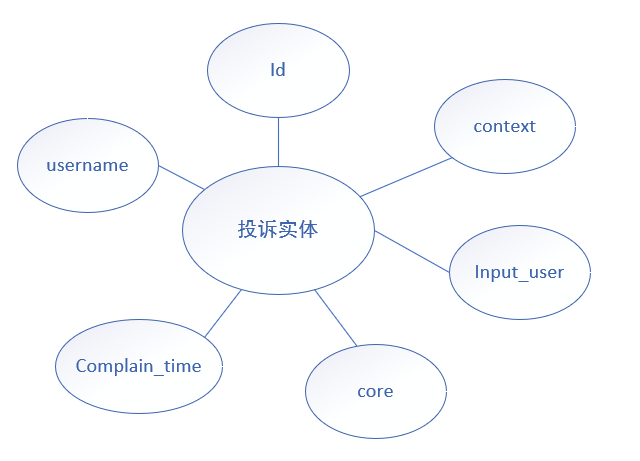 Id
context
username
投诉实体
Input_user
Complain_time
core